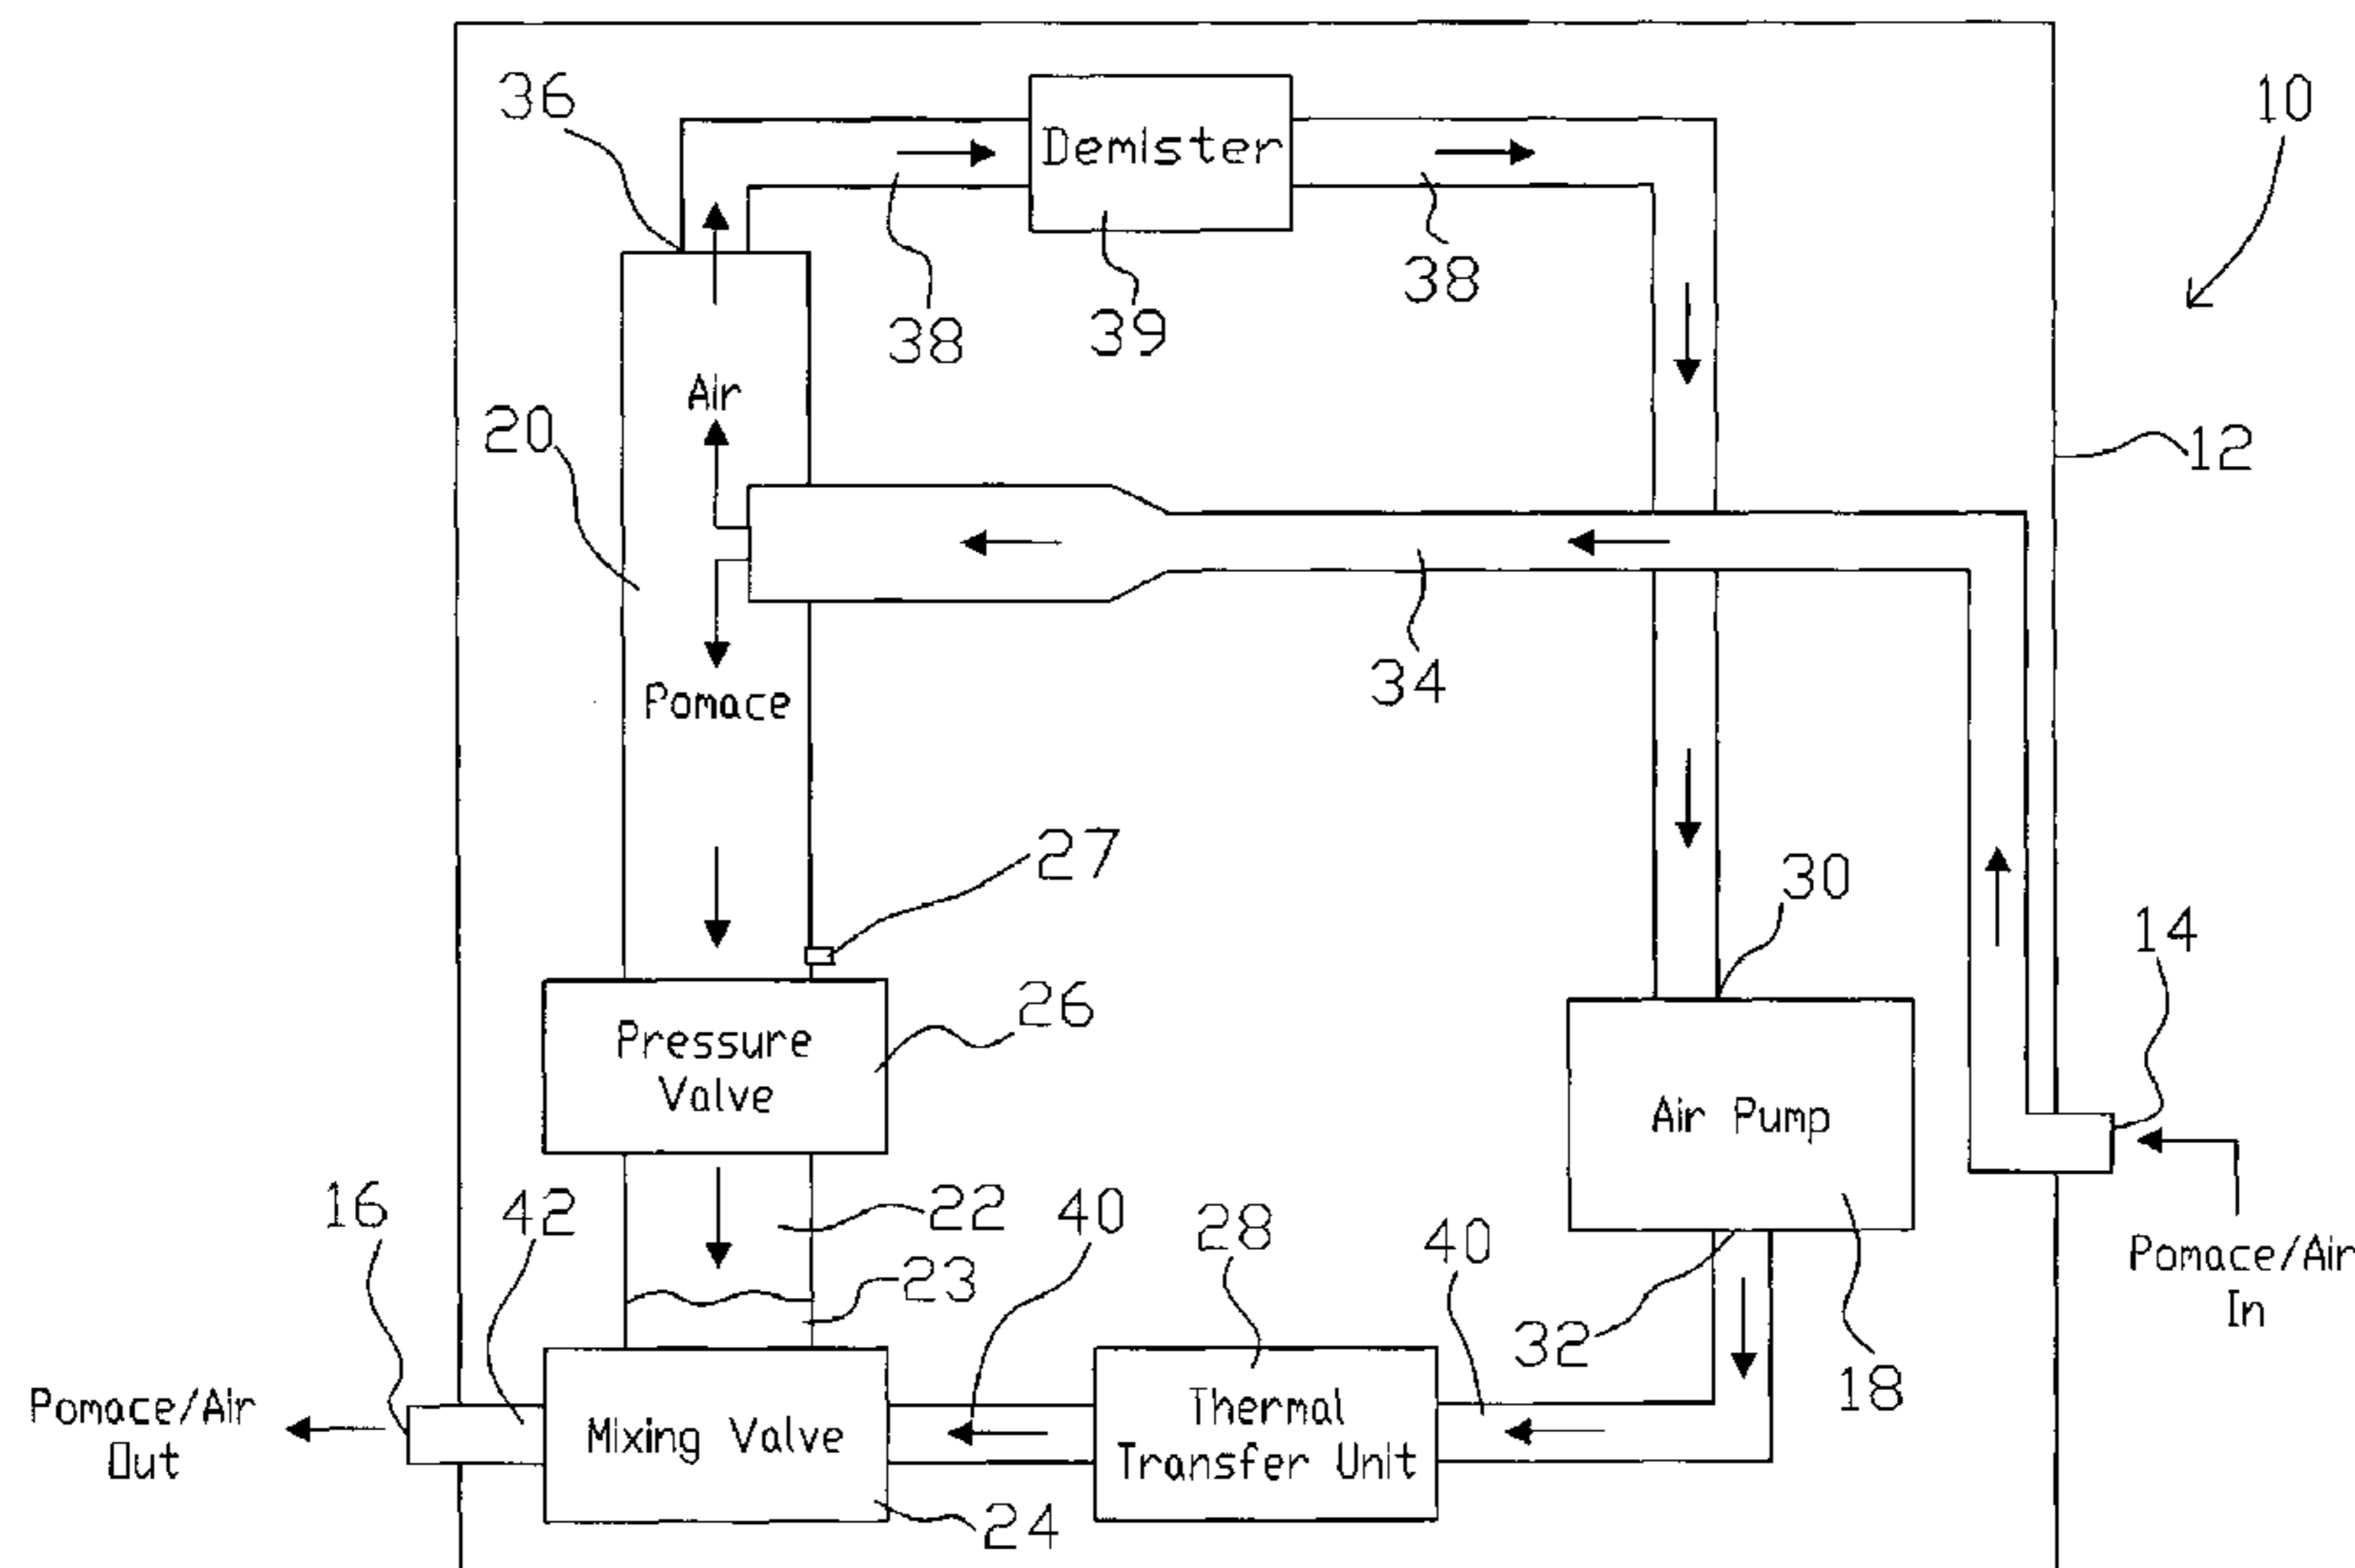 36
Demister
10
38
39
38
Air
20
12
34
Pomace
27
30
14
26
Pressure
Valve
Air Pump
16
42
22
40
28
40
Pomace/Air
In
23
32
18
Pomace/Air
Out
Mixing Valve
Thermal
Transfer Unit
24